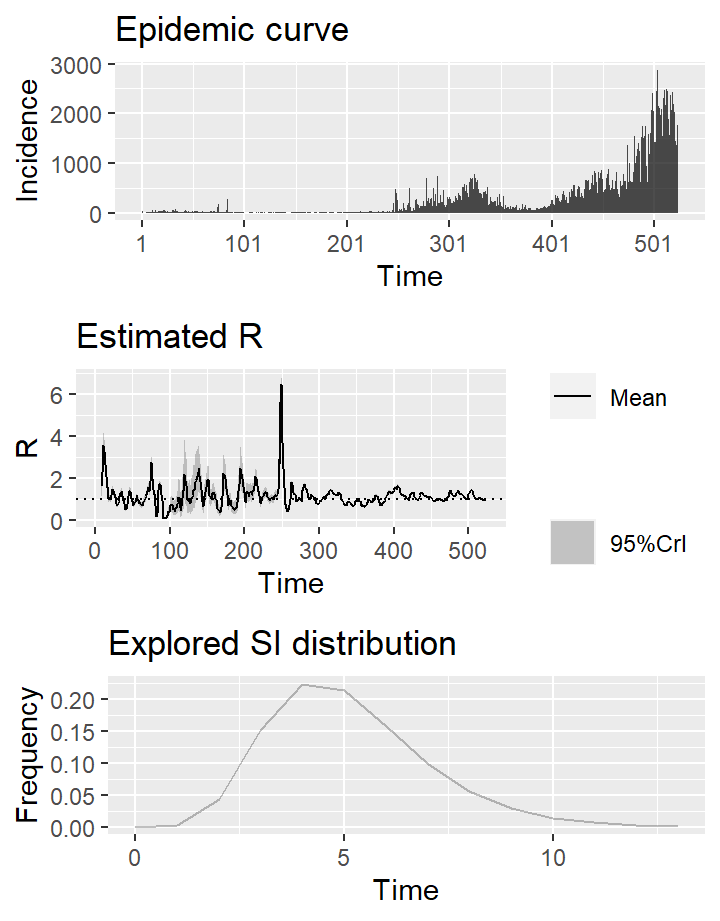 Epidemic curve
3000
2000
1000
0
Incidence
1 101 201 301 401 501
Time
Estimated R
6
4
2
0
R
0 100 200 300 400 500
Time
Mean
95%CrI
Explored SI distribution
0.20
0.15
0.10
0.05
0.00
Frequency
0 5 10
Time